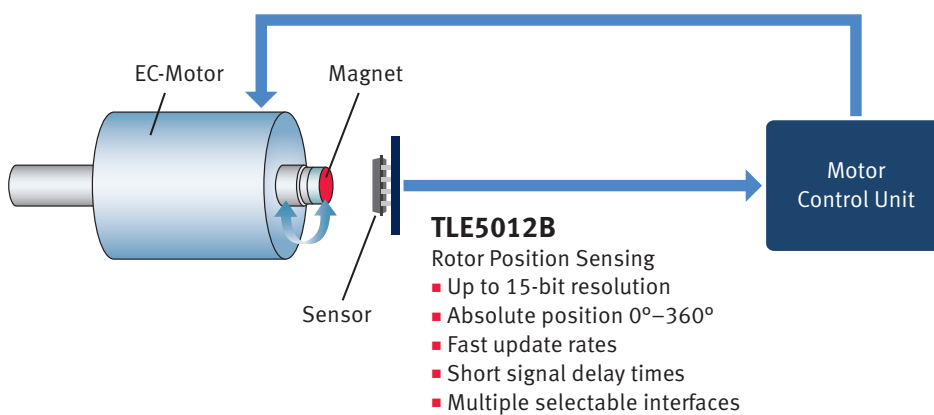 EC-Motor
Magnet
Motor
Control Unit
Sensor
TLE5012B
Rotor Position Sensing
■ Up to 15-bit resolution
■ Absolute position 0°–360°
■ Fast update rates
■ Short signal delay times
■ Multiple selectable interfaces